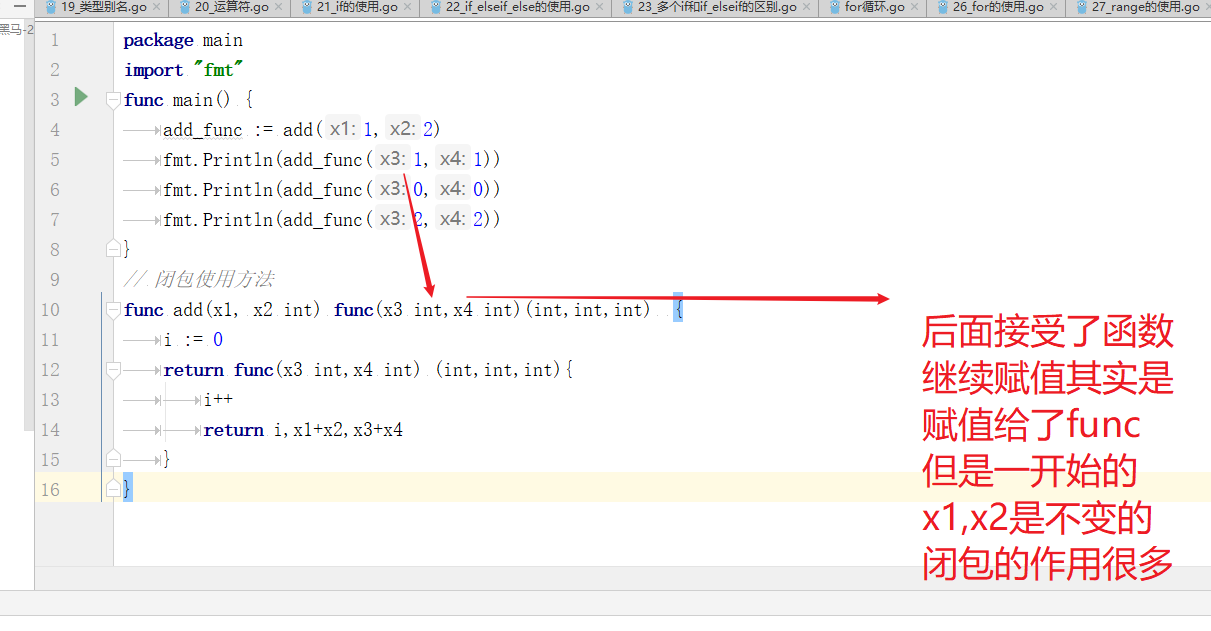 19_类型别名.go 20_运算符.go 21_if的使用.go 22_if_elseif_else的使用.go 23_多个if和if_elseif的区别.go for循环.go 26_for的使用.go 27_range的使用.go
黑马-2
1 package main
2 import "fmt"
3 func main() {
4 add_func := add( x1: 1, x2: 2)
5 fmt.Println(add_func( x3: 1, x4: 1))
6 fmt.Println(add_func( x3: 0, x4: 0))
7 fmt.Println(add_func( x3: 2, x4: 2))
8 }
9 // 闭包使用方法
10 func add(x1, x2 int) func(x3 int,x4 int)(int,int,int) {
11 i := 0
12 return func(x3 int,x4 int) (int,int,int){
13 i++
14 return i,x1+x2,x3+x4
15 }
16 }
后面接受了函数
继续赋值其实是
赋值给了func
但是一开始的
x1,x2是不变的
闭包的作用很多